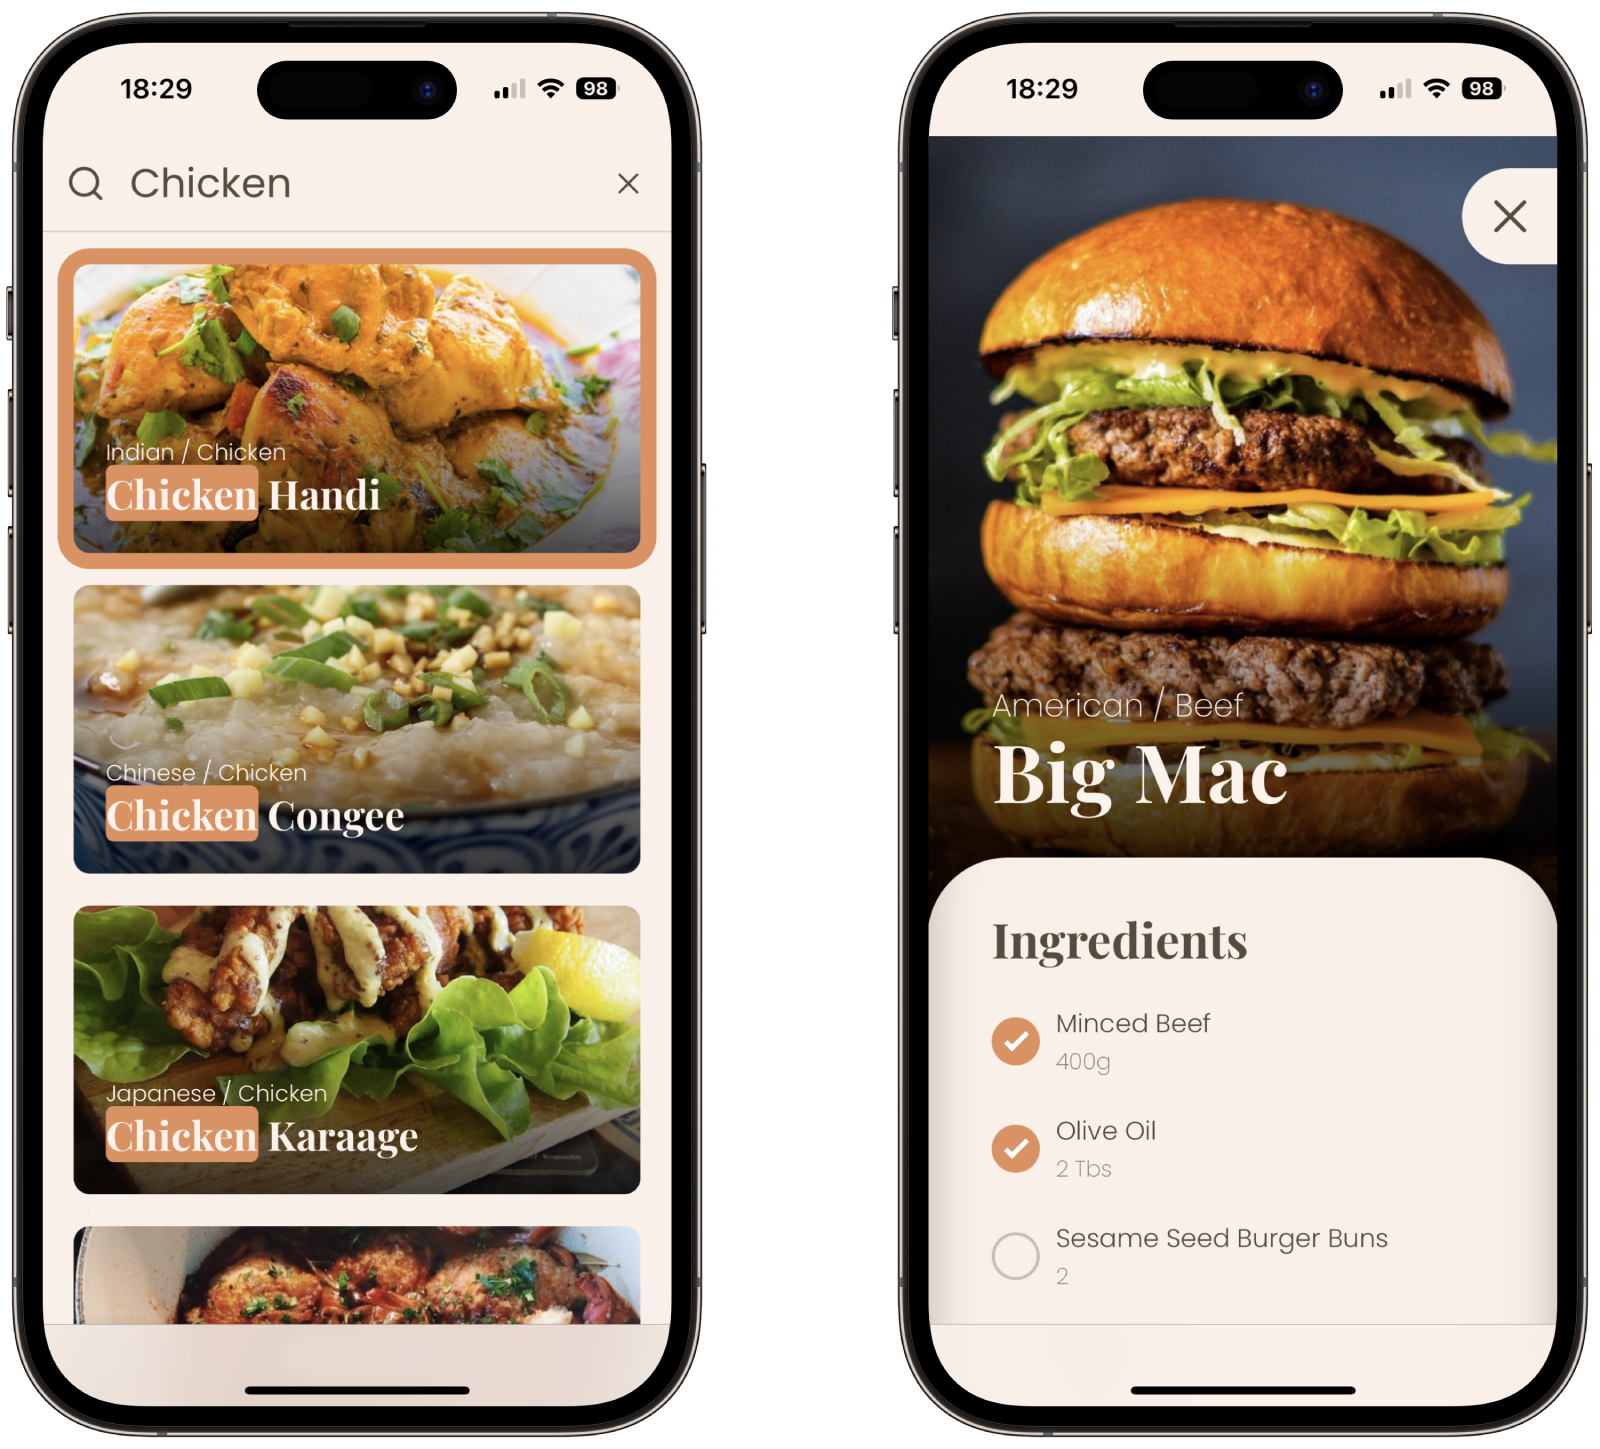 18:29
98
Chicken
Indian / Chicken
Chicken Handi
Chinese / Chicken
Chicken Congee
Japanese / Chicken
Chicken Karaage
18:29
98
American / Beef
Big Mac
Ingredients
Minced Beef
400g
Olive Oil
2 Tbs
Sesame Seed Burger Buns
2